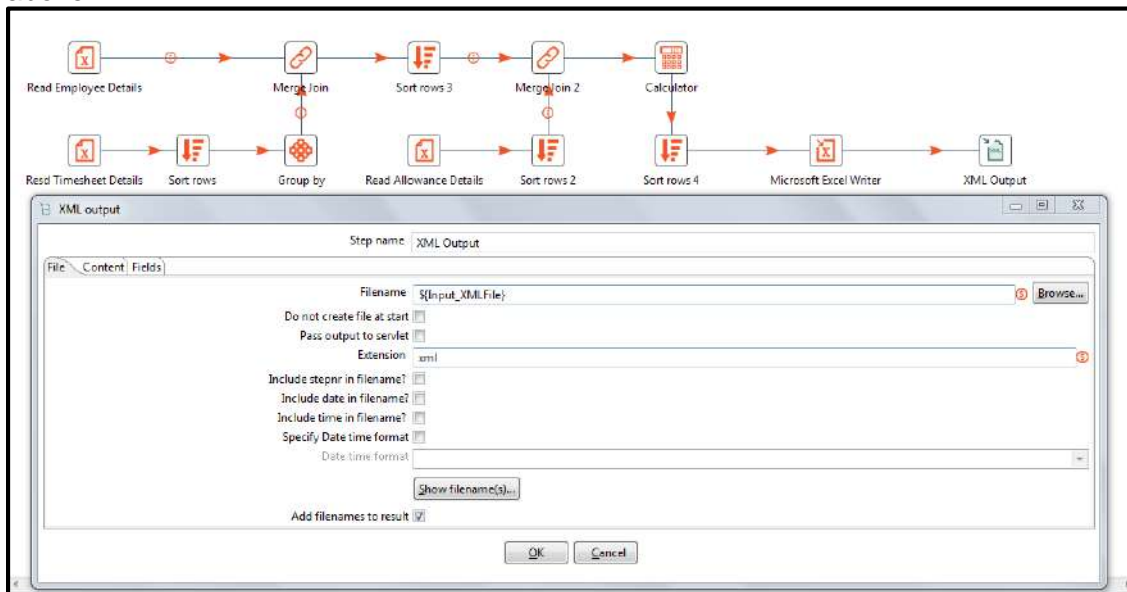 Read Employee Details
Merge Join
Sort rows 3
Merge Join 2
Calculator
Resd Timesheet Details
Sort rows
Group by
Read Allowance Details
Sort rows 2
Sort rows 4
Microsoft Excel Writer
XML Output
XML output
Step name XML Output
File Content Fields
Filename ${Input_XMLFile} Browse...
Do not create file at start
Pass output to servlet
Extension xml
Include stepnr in filename?
Include date in filename?
Include time in filename?
Specify Date time format
Date time format
Show filename(s)...
Add filenames to result
OK Cancel